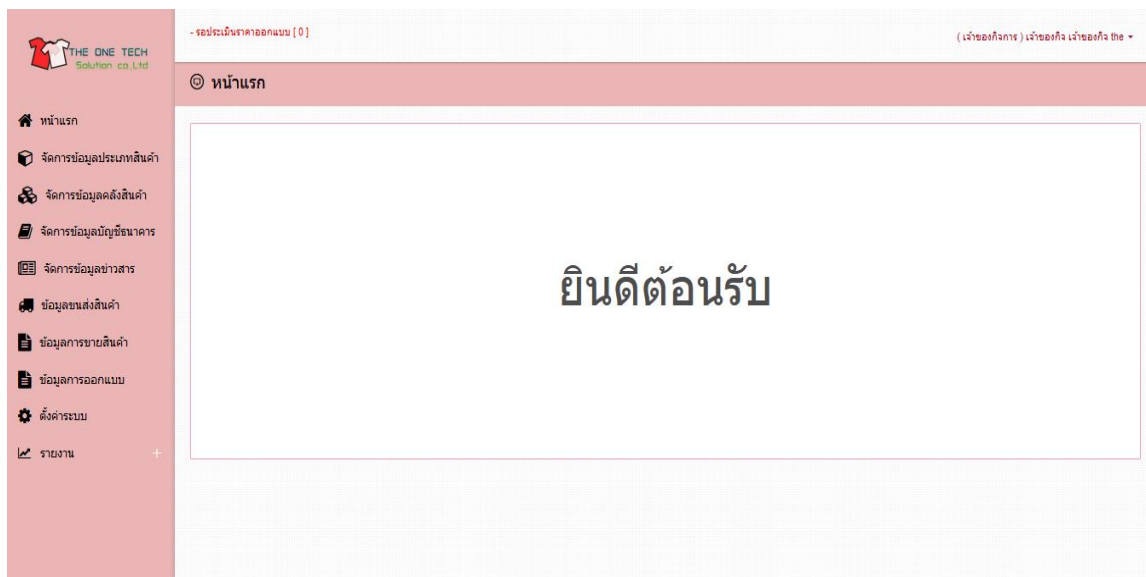 THE ONE TECH
Solution co.,Ltd
- รอประเมินราคาออกแบบ [ 0 ]
( เจ้าของกิจการ ) เจ้าของกิจ เจ้าของกิจ the
หน้าแรก
หน้าแรก
จัดการข้อมูลประเภทสินค้า
จัดการข้อมูลคลังสินค้า
จัดการข้อมูลบัญชีธนาคาร
จัดการข้อมูลข่าวสาร
ข้อมูลขนส่งสินค้า
ข้อมูลการขายสินค้า
ข้อมูลการออกแบบ
ตั้งค่าระบบ
รายงาน +
ยินดีต้อนรับ